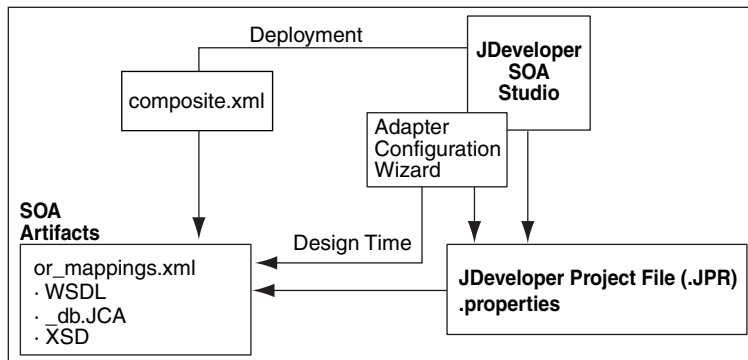 Deployment
JDeveloper
SOA
Studio
composite.xml
Adapter
Configuration
Wizard
SOA
Artifacts
Design Time
or_mappings.xml
· WSDL
· _db.JCA
· XSD
JDeveloper Project File (.JPR)
.properties